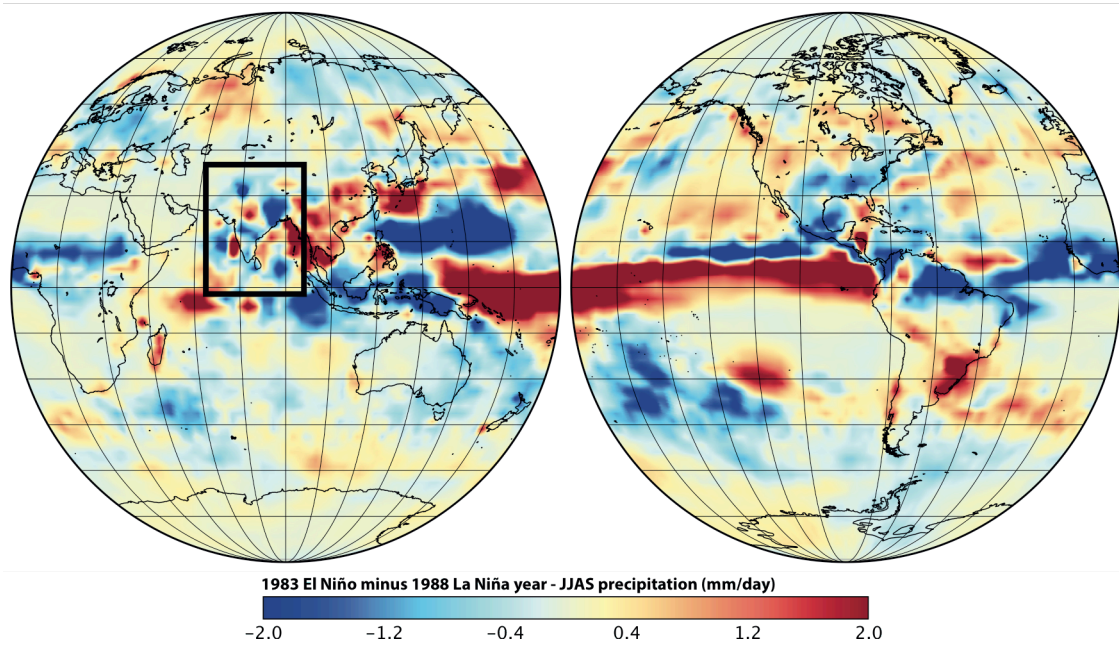 1983 El Niño minus 1988 La Niña year - JJAS precipitation (mm/day)
−2.0 −1.2 −0.4 0.4 1.2 2.0